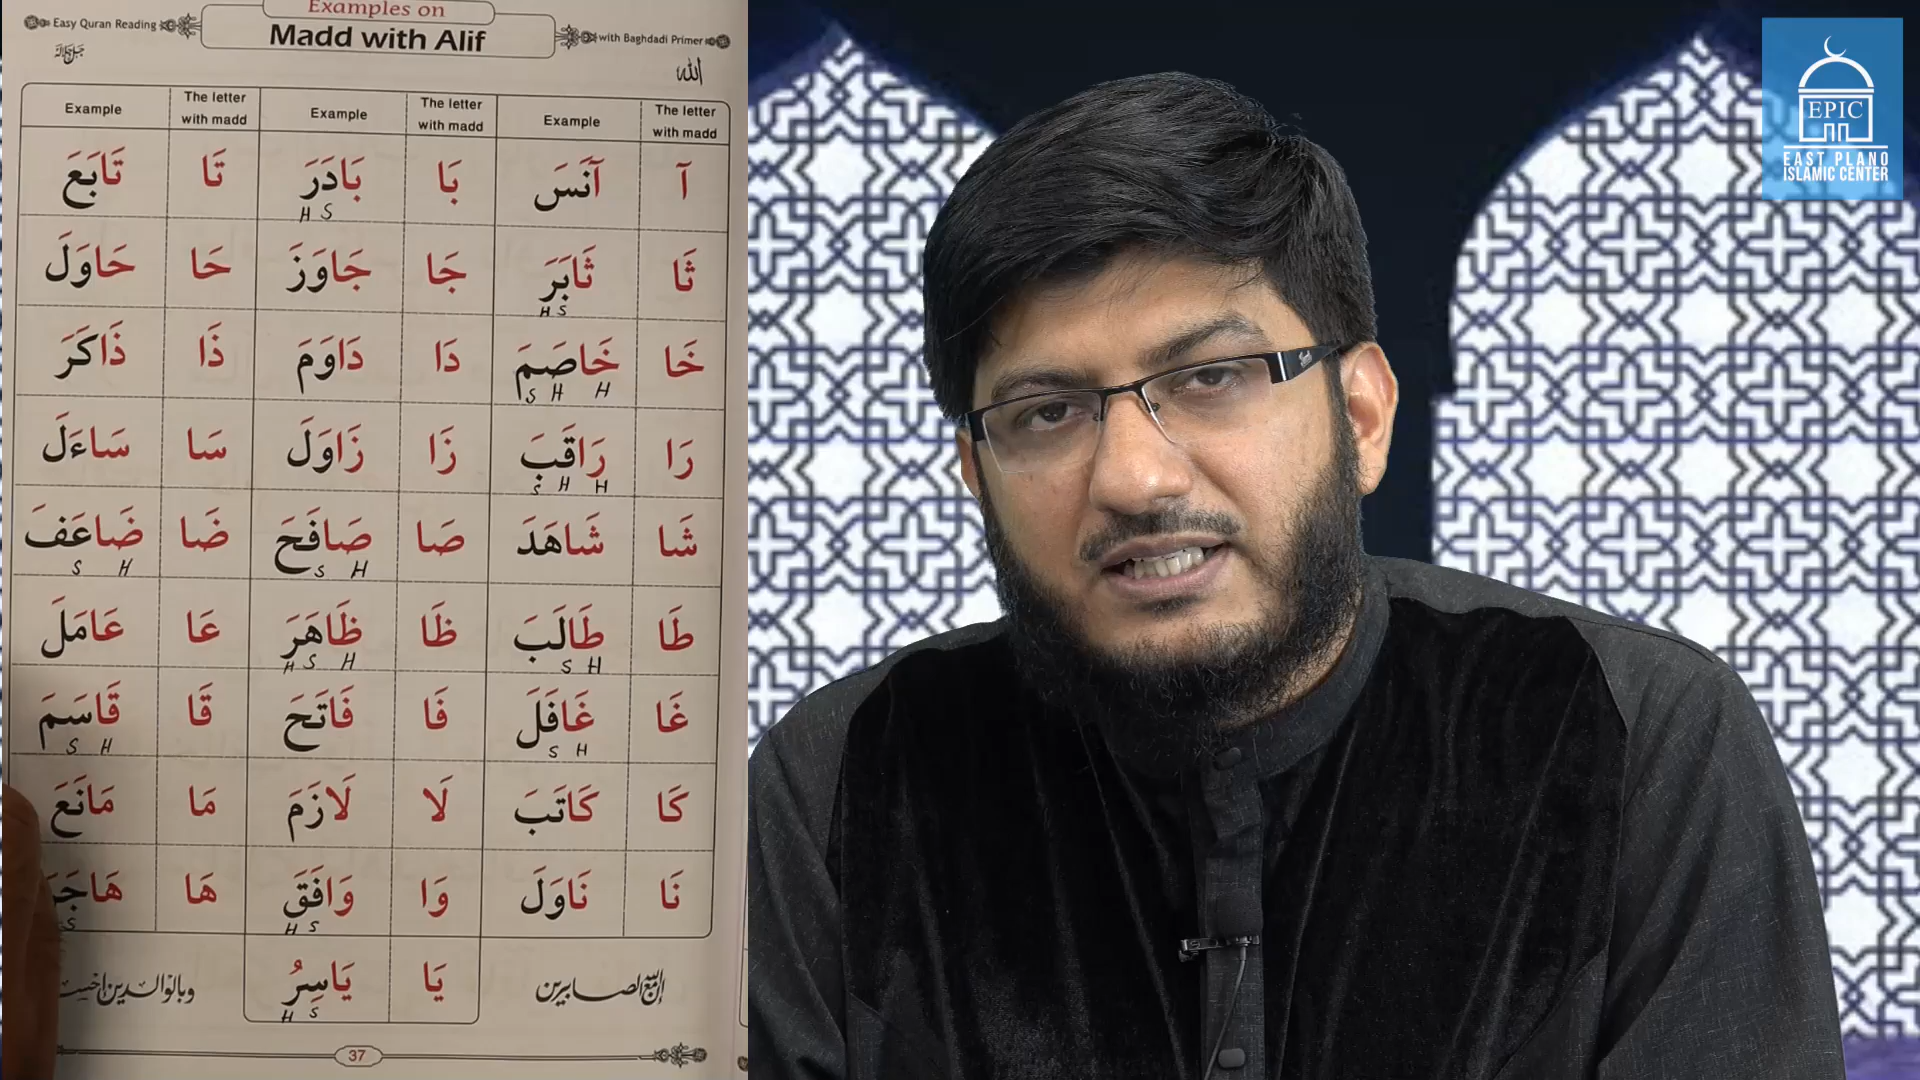 Examples on
Easy Quran Reading
Madd with Alif
with Baghdadi Primer
الله
The letter with madd Example The letter with madd Example The letter with madd Example
آ آنَسَ بَا بَادَرَ تَا تَابَعَ
H S
ثَا ثَابَرَ جَا جَاوَزَ حَا حَاوَلَ
H S
خَا خَاصَمَ دَا دَاوَمَ ذَا ذَاكَرَ
S H H
رَا رَاقَبَ زَا زَاوَلَ سَا سَاءَلَ
S H H
شَا شَاهَدَ صَا صَافَحَ ضَا ضَاعَفَ
S H S H
طَا طَالَبَ ظَا ظَاهَرَ عَا عَامَلَ
H S H S H
غَا غَافَلَ فَا فَاتَحَ قَا قَاسَمَ
S H S H
كَا كَاتَبَ لَا لَازَمَ مَا مَانَعَ
نَا نَاوَلَ وَا وَافَقَ هَا هَاجَرَ
S H S
يَا يَاسِرُ
H S
37
EPIC
EAST PLANO
ISLAMIC CENTER